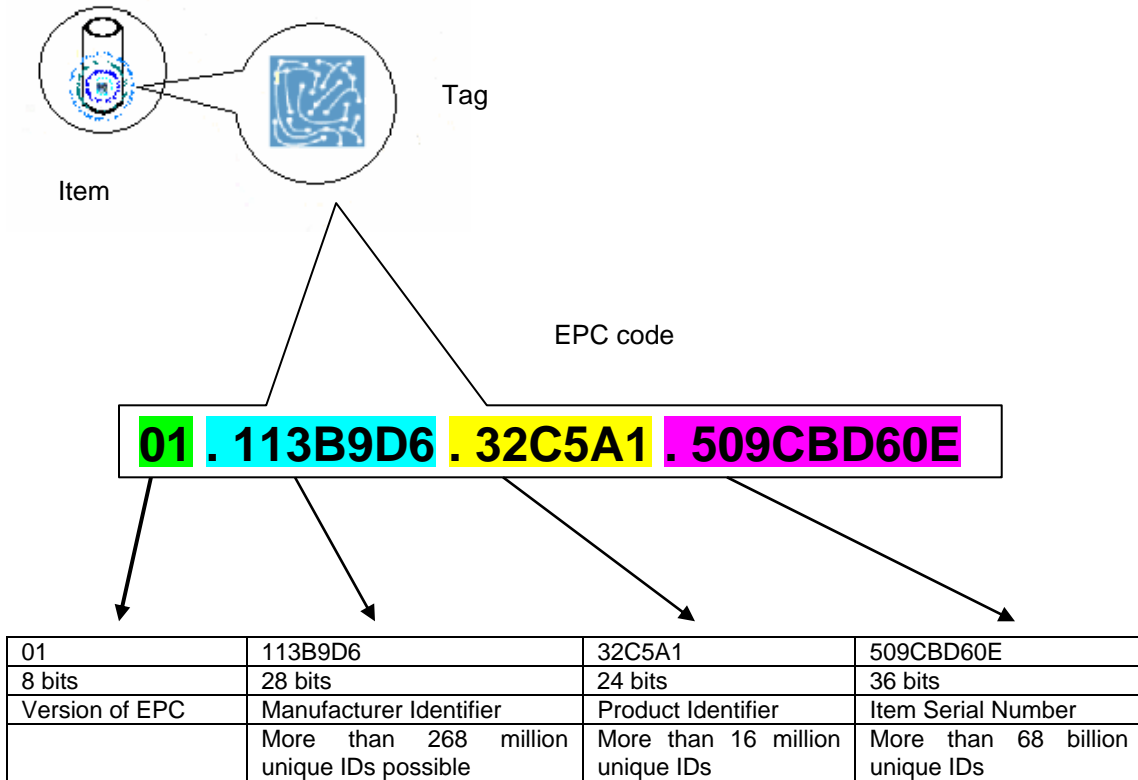 Tag
Item
EPC code
01 . 113B9D6 . 32C5A1 . 509CBD60E
01 113B9D6 32C5A1 509CBD60E
8 bits 28 bits 24 bits 36 bits
Version of EPC Manufacturer Identifier Product Identifier Item Serial Number
More than 268 million More than 16 million More than 68 billion
unique IDs possible unique IDs unique IDs